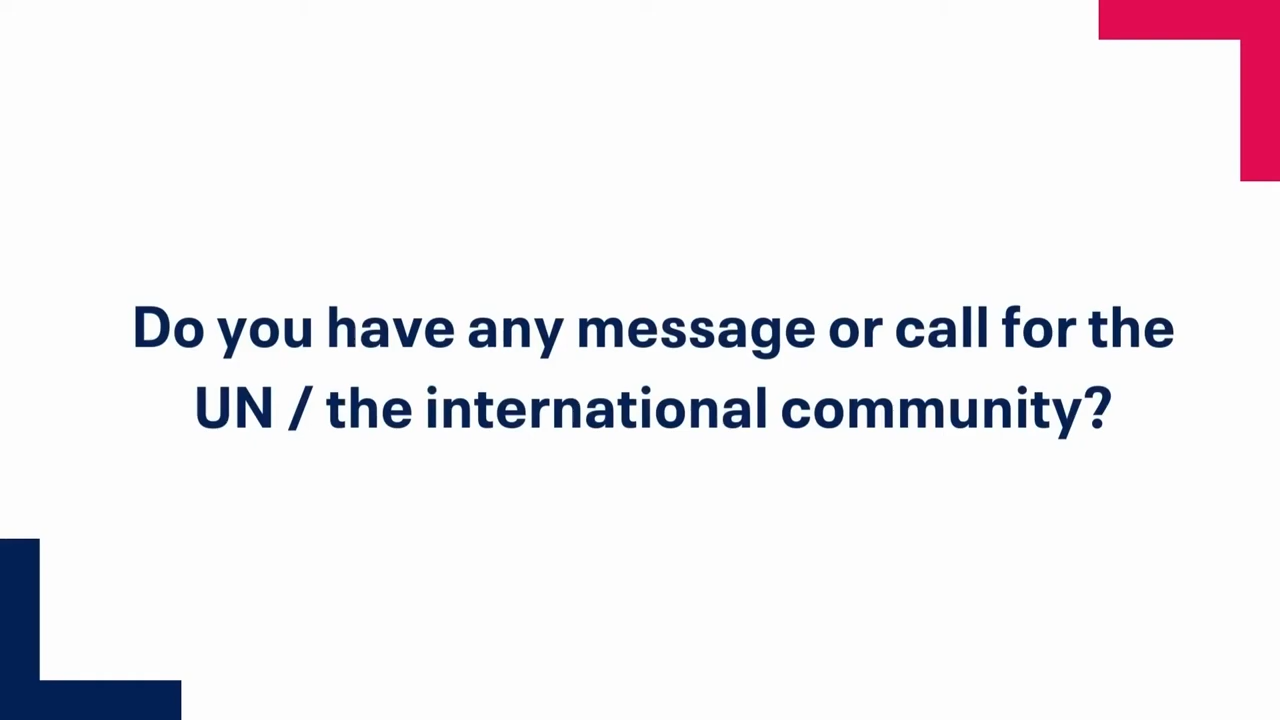 Do you have any message or call for the
UN / the international community?